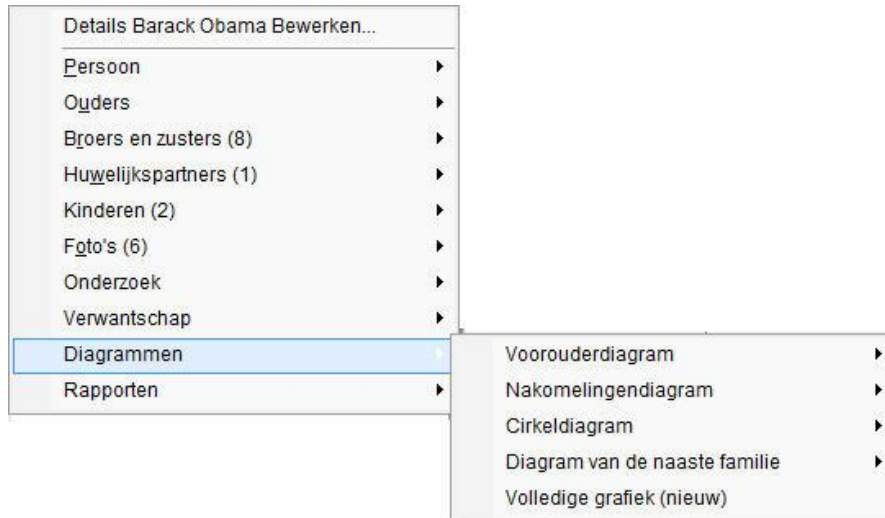 Details Barack Obama Bewerken...
Persoon
Ouders
Broers en zusters (8)
Huwelijkspartners (1)
Kinderen (2)
Foto's (6)
Onderzoek
Verwantschap
Diagrammen
Rapporten
Voorouderdiagram
Nakomelingendiagram
Cirkeldiagram
Diagram van de naaste familie
Volledige grafiek (nieuw)